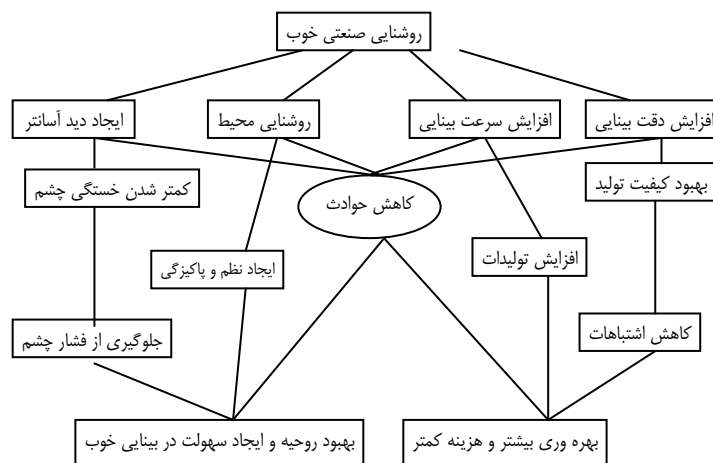 روشنایی صنعتی خوب
افزایش دقت بینایی
افزایش سرعت بینایی
روشنایی محیط
ایجاد دید آسانتر
بهبود کیفیت تولید
کمتر شدن خستگی چشم
کاهش حوادث
افزایش تولیدات
ایجاد نظم و پاکیزگی
کاهش اشتباهات
جلوگیری از فشار چشم
بهره وری بیشتر و هزینه کمتر
بهبود روحیه و ایجاد سهولت در بینایی خوب